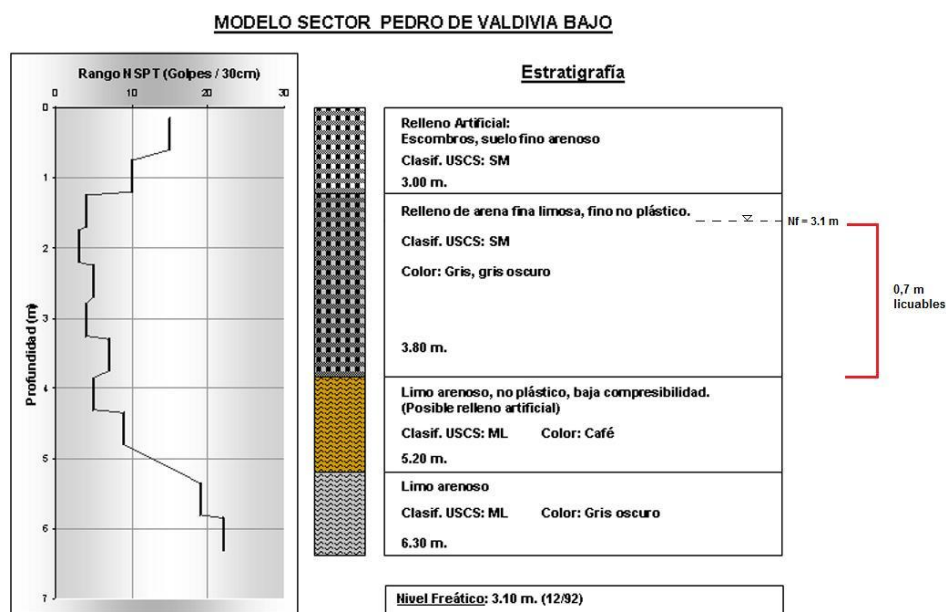 MODELO SECTOR PEDRO DE VALDIVIA BAJO
Rango N SPT (Golpes / 30cm)
0 10 20 30
Profundidad (m)
0
1
2
3
4
5
6
7
Estratigrafía
Relleno Artificial:
Escombros, suelo fino arenoso
Clasif. USCS: SM
3.00 m.
Relleno de arena fina limosa, fino no plástico.
Clasif. USCS: SM
Color: Gris, gris oscuro
3.80 m.
Nf = 3.1 m
0,7 m
licuables
Limo arenoso, no plástico, baja compresibilidad.
(Posible relleno artificial)
Clasif. USCS: ML Color: Café
5.20 m.
Limo arenoso
Clasif. USCS: ML Color: Gris oscuro
6.30 m.
Nivel Freático: 3.10 m. (12/92)